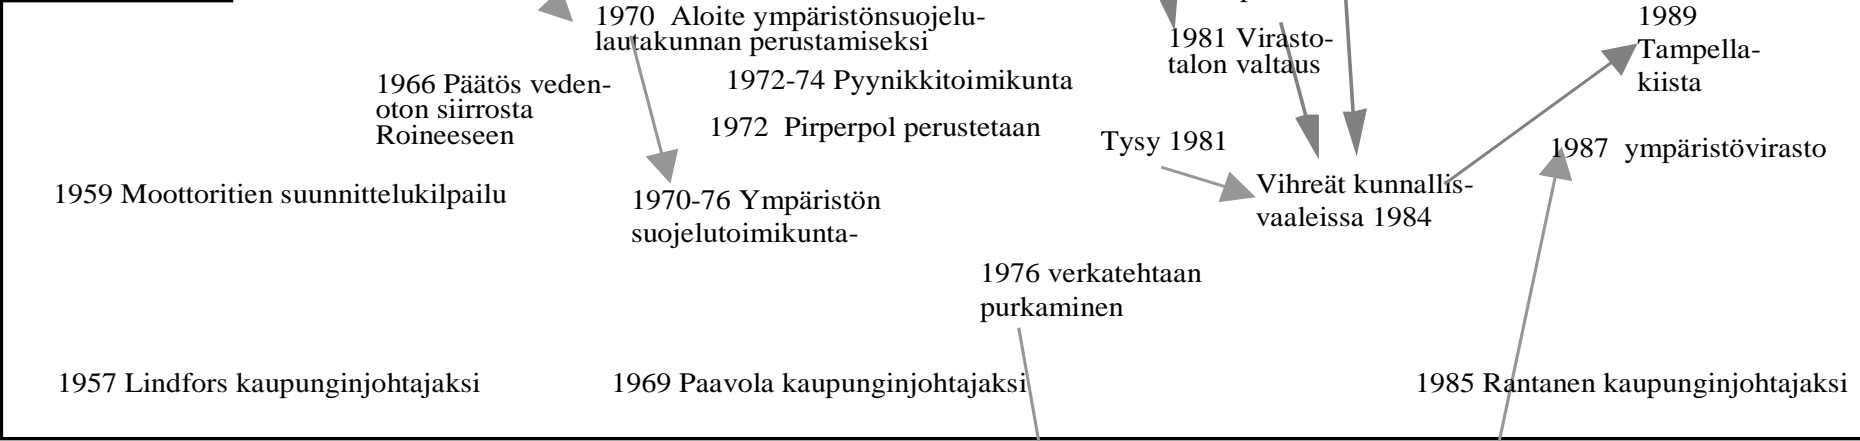 1970 Aloite ympäristönsuojelu-
lautakunnan perustamiseksi
1966 Päätös veden-
oton siirrosta
Roineeseen
1972-74 Pyynikkitoimikunta
1972 Pirperpol perustetaan
1981 Virasto-
talon valtaus
1989
Tampella-
kiista
Tysy 1981
1987 ympäristövirasto
1959 Moottoritien suunnittelukilpailu
1970-76 Ympäristön
suojelutoimikunta-
Vihreät kunnallis-
vaaleissa 1984
1976 verkatehtaan
purkaminen
1957 Lindfors kaupunginjohtajaksi
1969 Paavola kaupunginjohtajaksi
1985 Rantanen kaupunginjohtajaksi